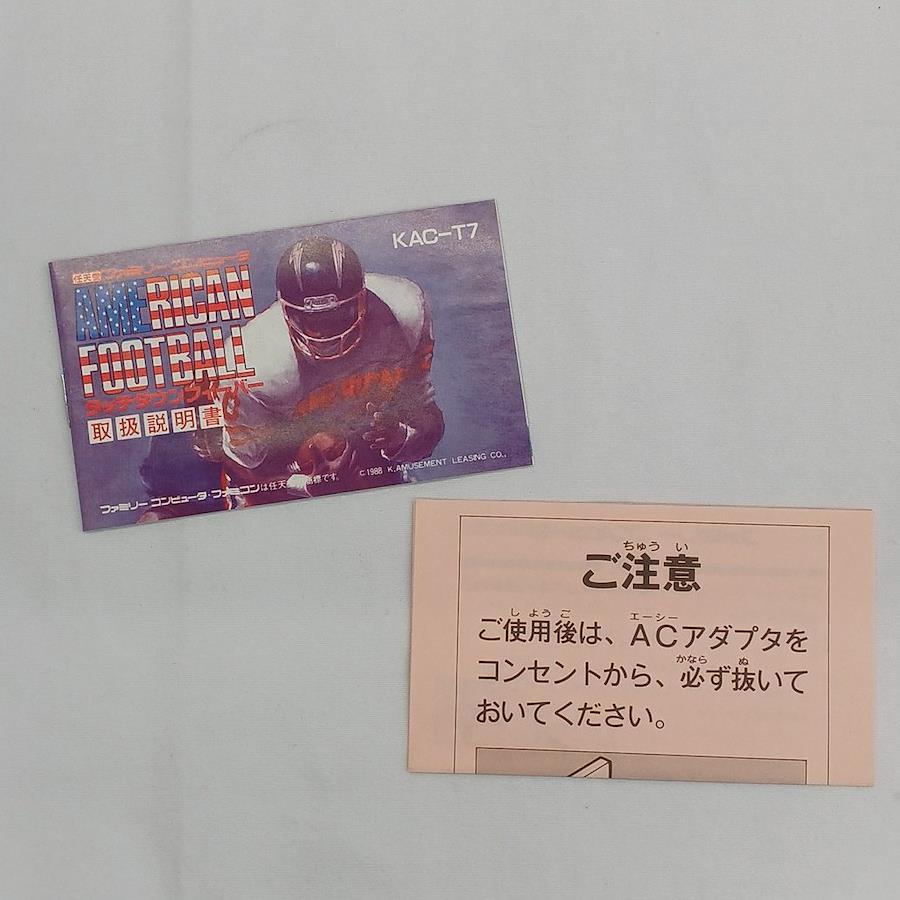 KAC-T7
任天堂 ファミリーコンピュータ
AMERICAN
FOOTBALL
タッチダウンフィーバー
取扱説明書
©1988 K.AMUSEMENT LEASING CO.,
ファミリーコンピュータ・ファミコンは任天堂の商標です。
ちゅう い
ご注意
し よう ご エーシー
ご使用後は、ACアダプタを
かなら ぬ
コンセントから、必ず抜いて
おいてください。